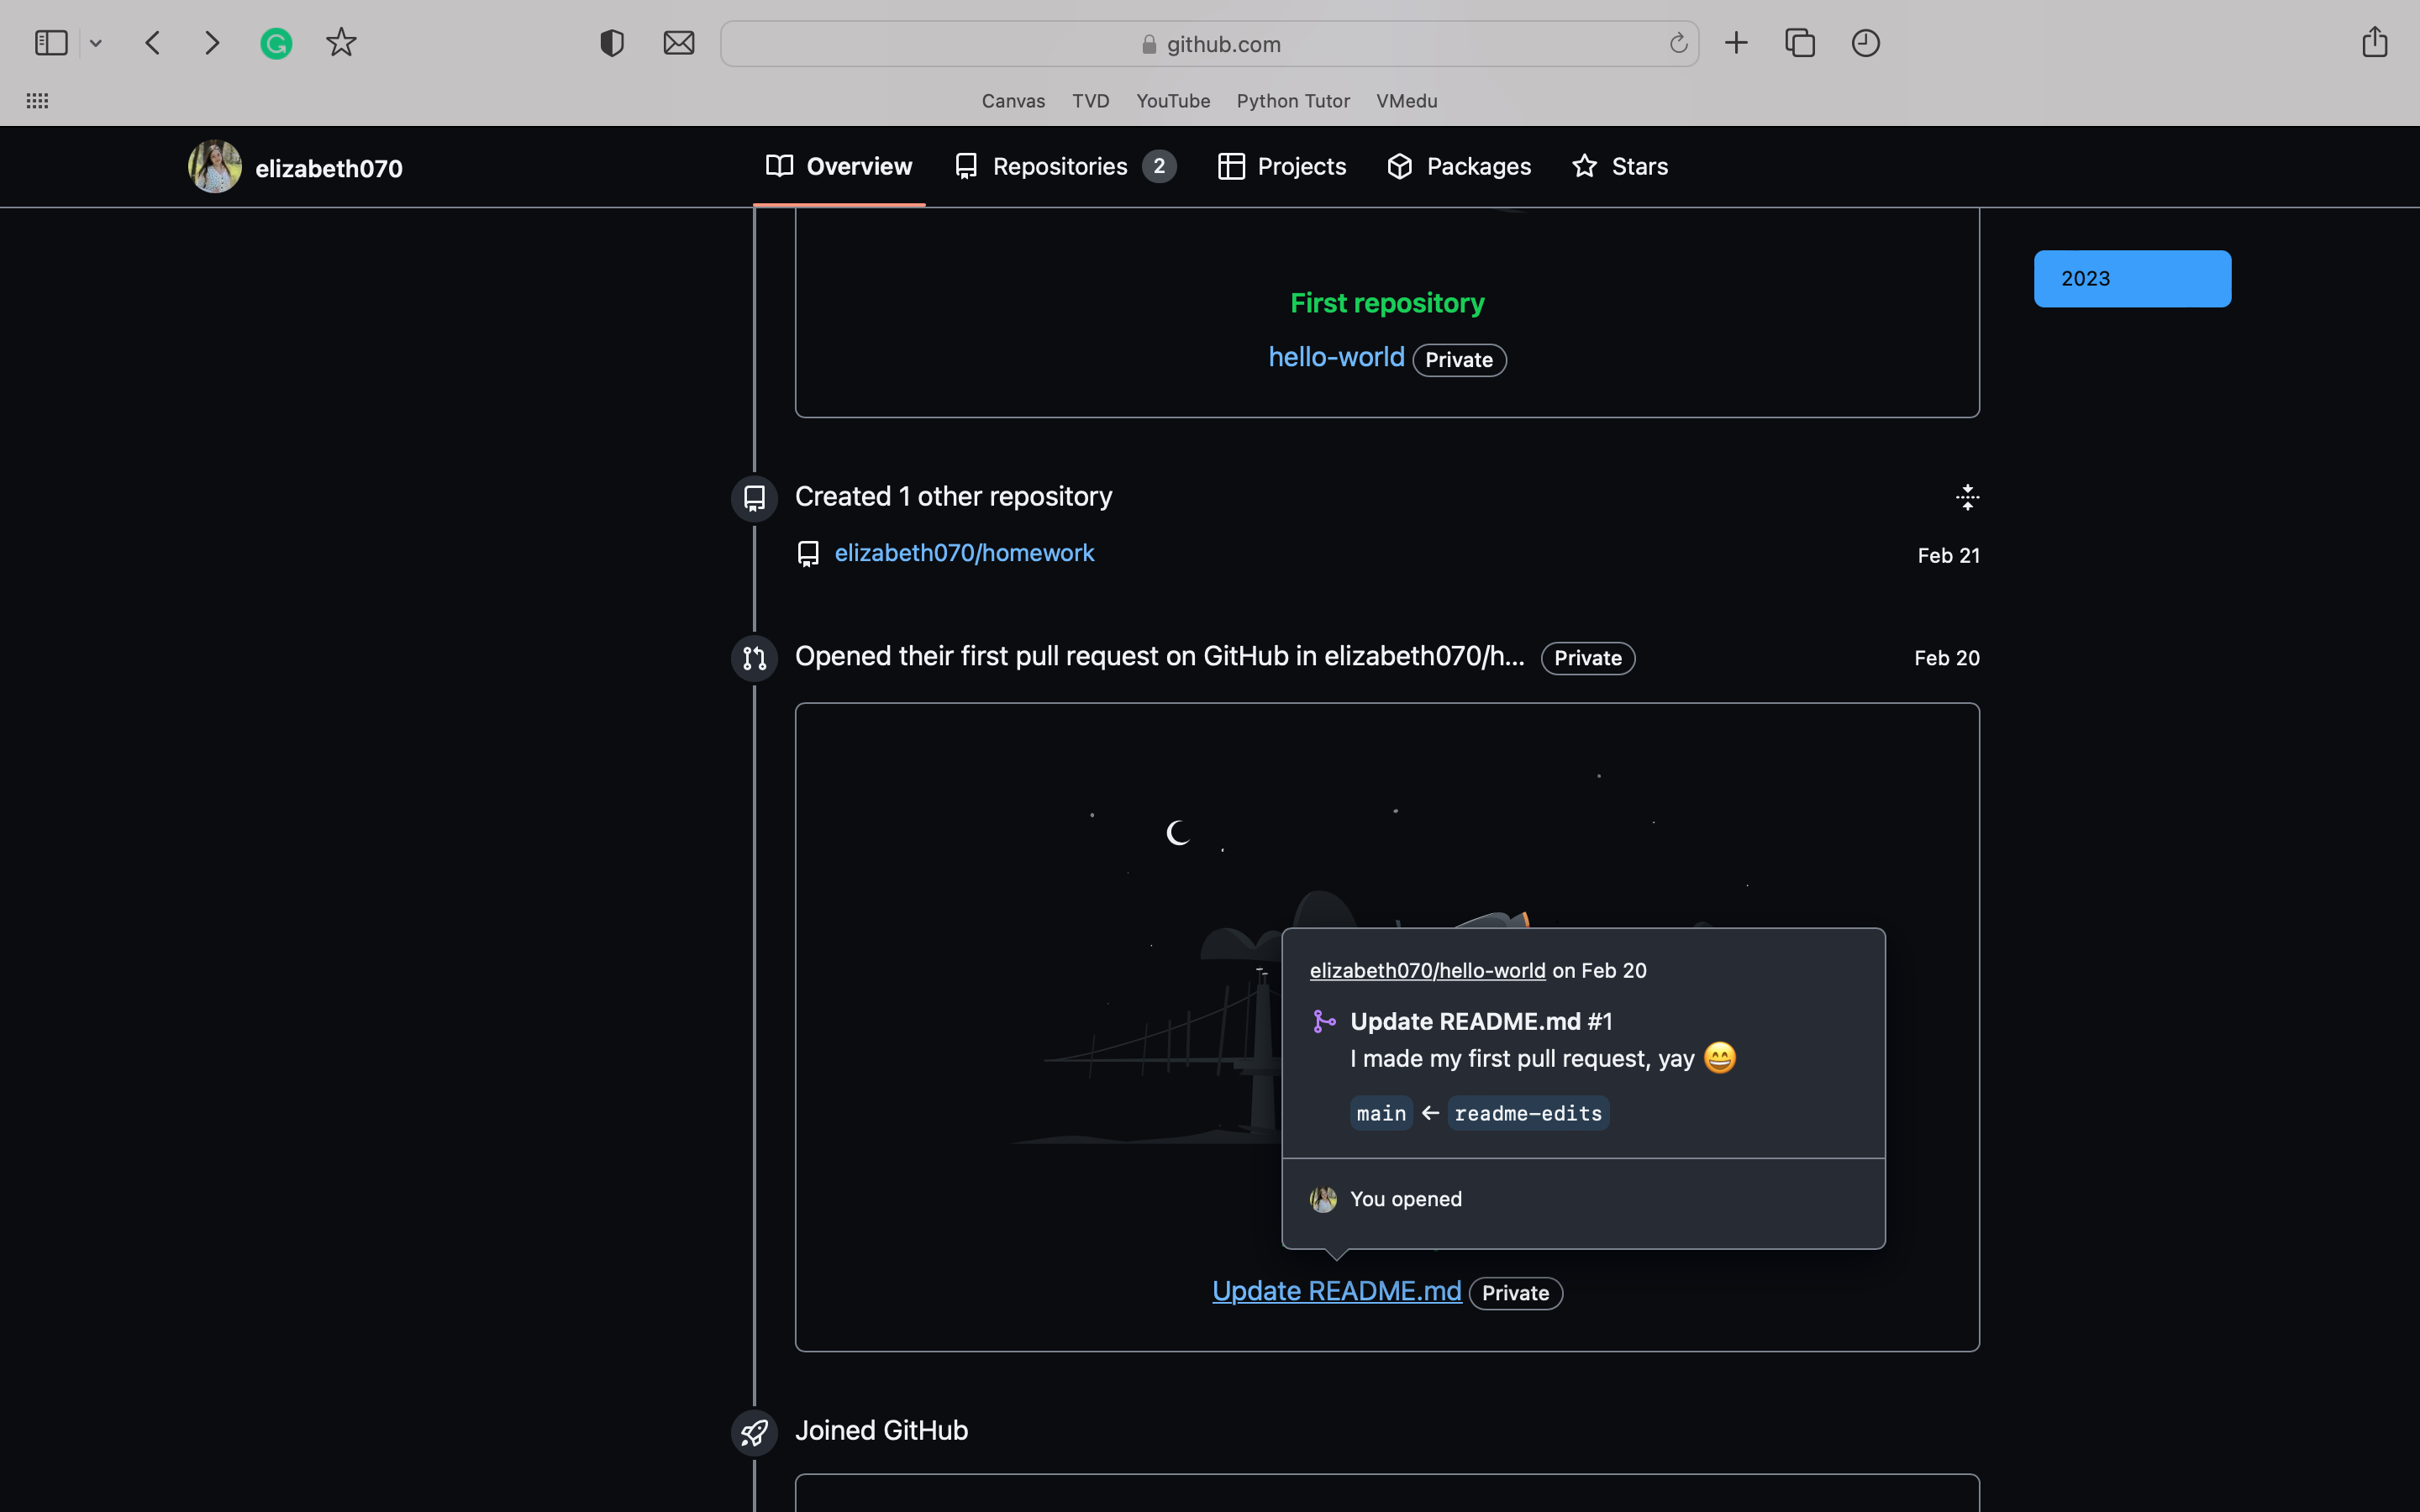 github.com
Canvas TVD YouTube Python Tutor VMedu
elizabeth070 Overview Repositories 2 Projects Packages Stars
2023
First repository
hello-world Private
Created 1 other repository
elizabeth070/homework Feb 21
Opened their first pull request on GitHub in elizabeth070/h... Private Feb 20
elizabeth070/hello-world on Feb 20
Update README.md #1
I made my first pull request, yay 😄
main ← readme-edits
You opened
Update README.md Private
Joined GitHub